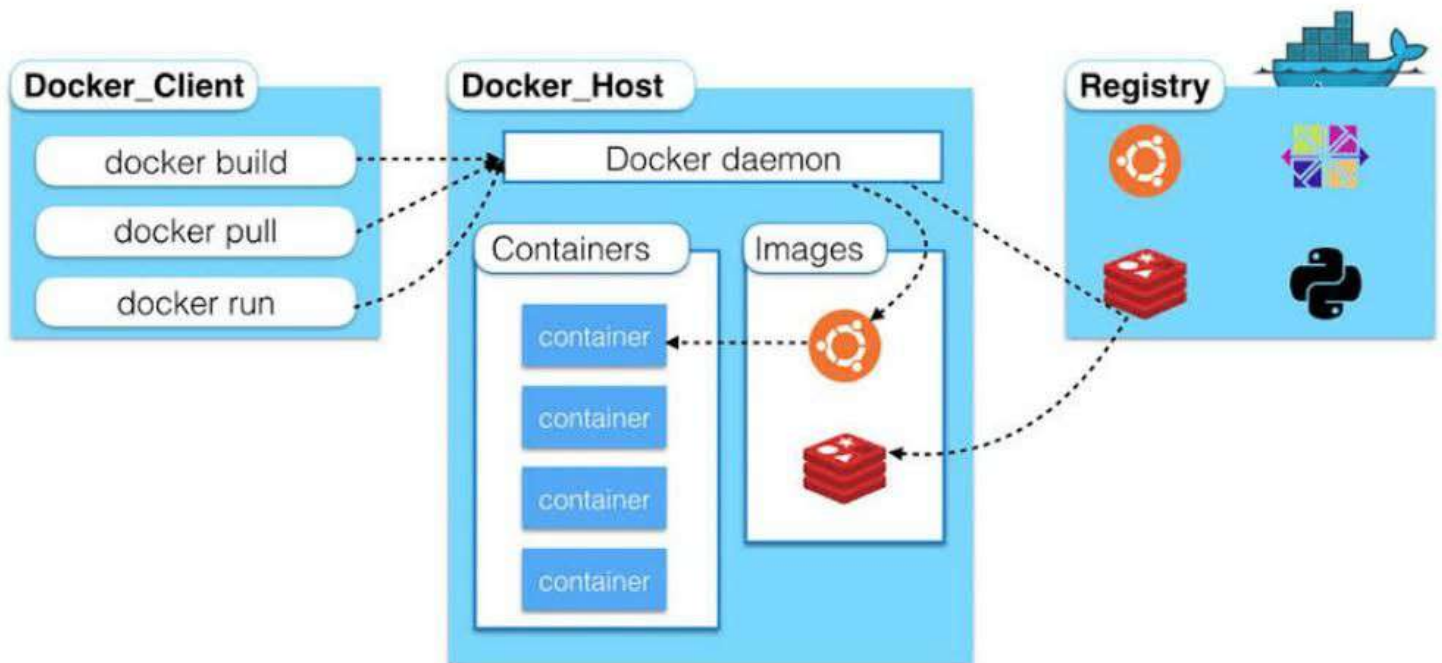 Docker_Client
docker build
docker pull
docker run
Docker_Host
Docker daemon
Containers
container
container
container
container
Images
Registry